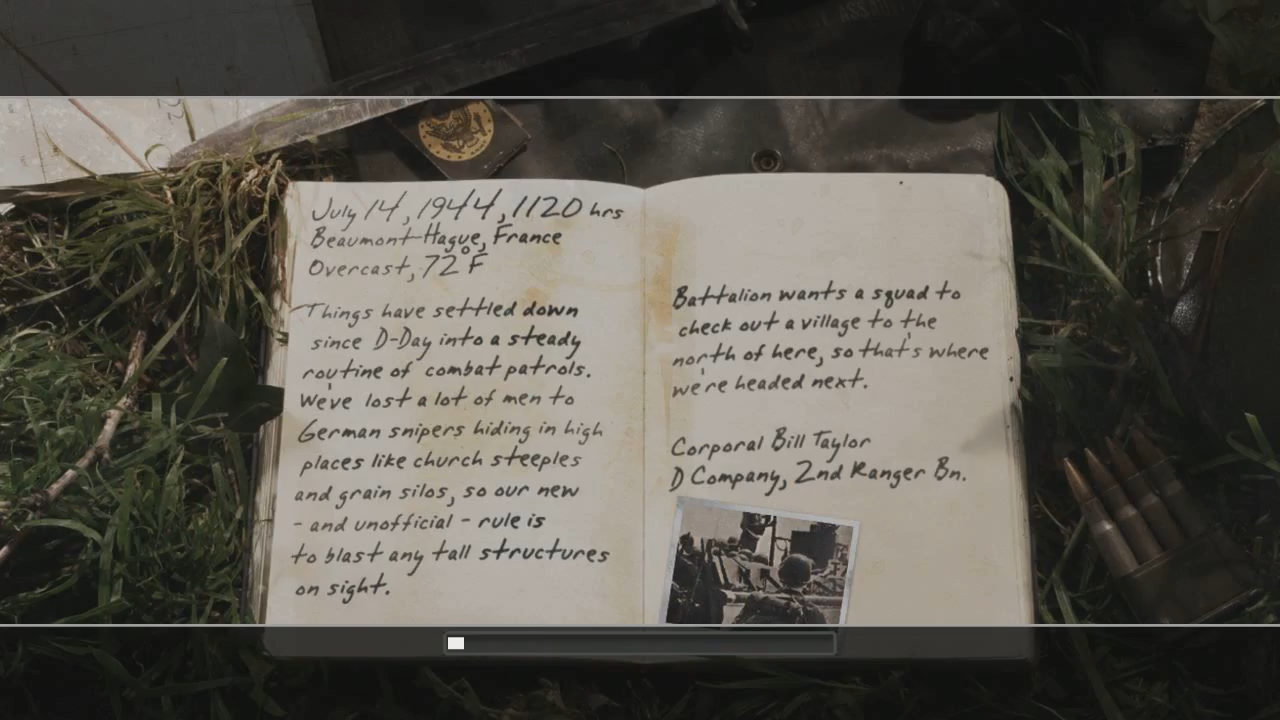 July 14, 1944, 1120 hrs
Beaumont-Hague, France
Overcast, 72°F
Things have settled down
since D-Day into a steady
routine of combat patrols.
We've lost a lot of men to
German snipers hiding in high
places like church steeples
and grain silos, so our new
- and unofficial - rule is
to blast any tall structures
on sight.
Battalion wants a squad to
check out a village to the
north of here, so that's where
we're headed next.
Corporal Bill Taylor
D Company, 2nd Ranger Bn.